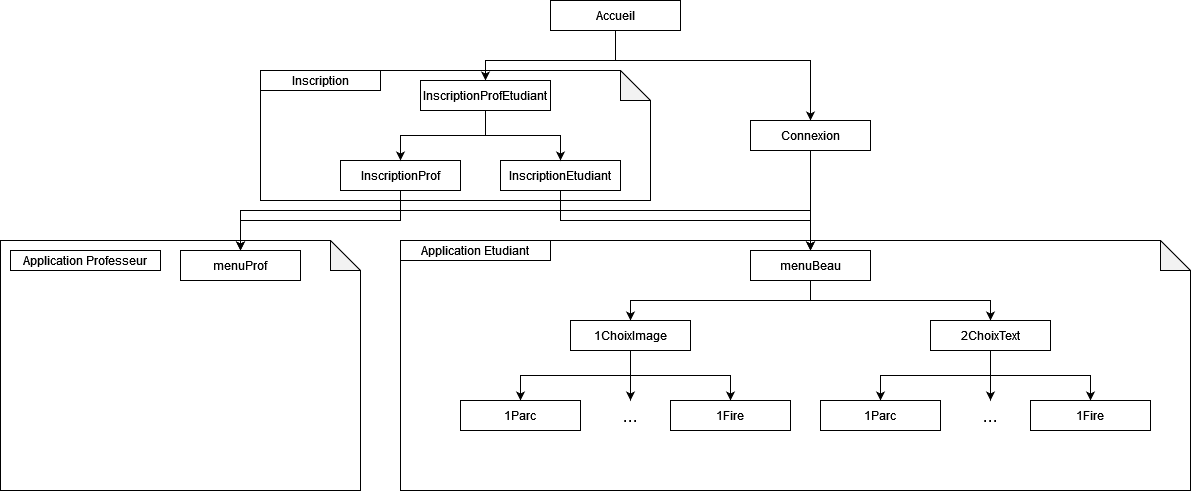 Accueil
Inscription
InscriptionProfEtudiant
Connexion
InscriptionProf
InscriptionEtudiant
Application Professeur
menuProf
Application Etudiant
menuBeau
1ChoixImage
2ChoixText
1Parc
...
1Fire
1Parc
...
1Fire